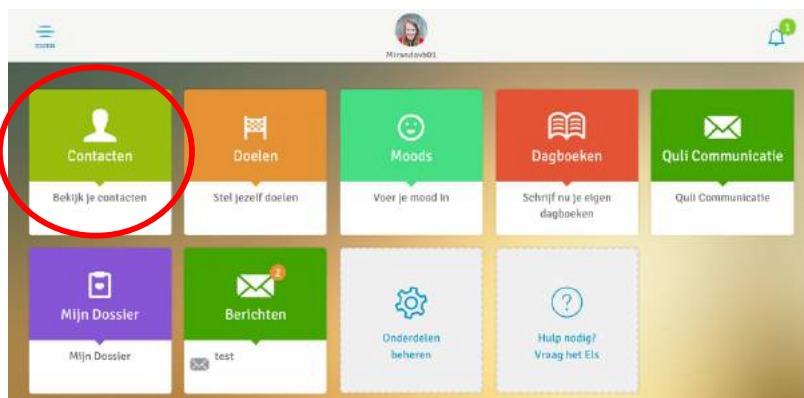 menu
1
Mirandavb01
Contacten
Doelen
Moods
Dagboeken
Quli Communicatie
Bekijk je contacten
Stel jezelf doelen
Voer je mood in
Schrijf nu je eigen
dagboeken
Quli Communicatie
Mijn Dossier
2
Berichten
Onderdelen
beheren
?
Hulp nodig?
Vraag het Els
Mijn Dossier
test